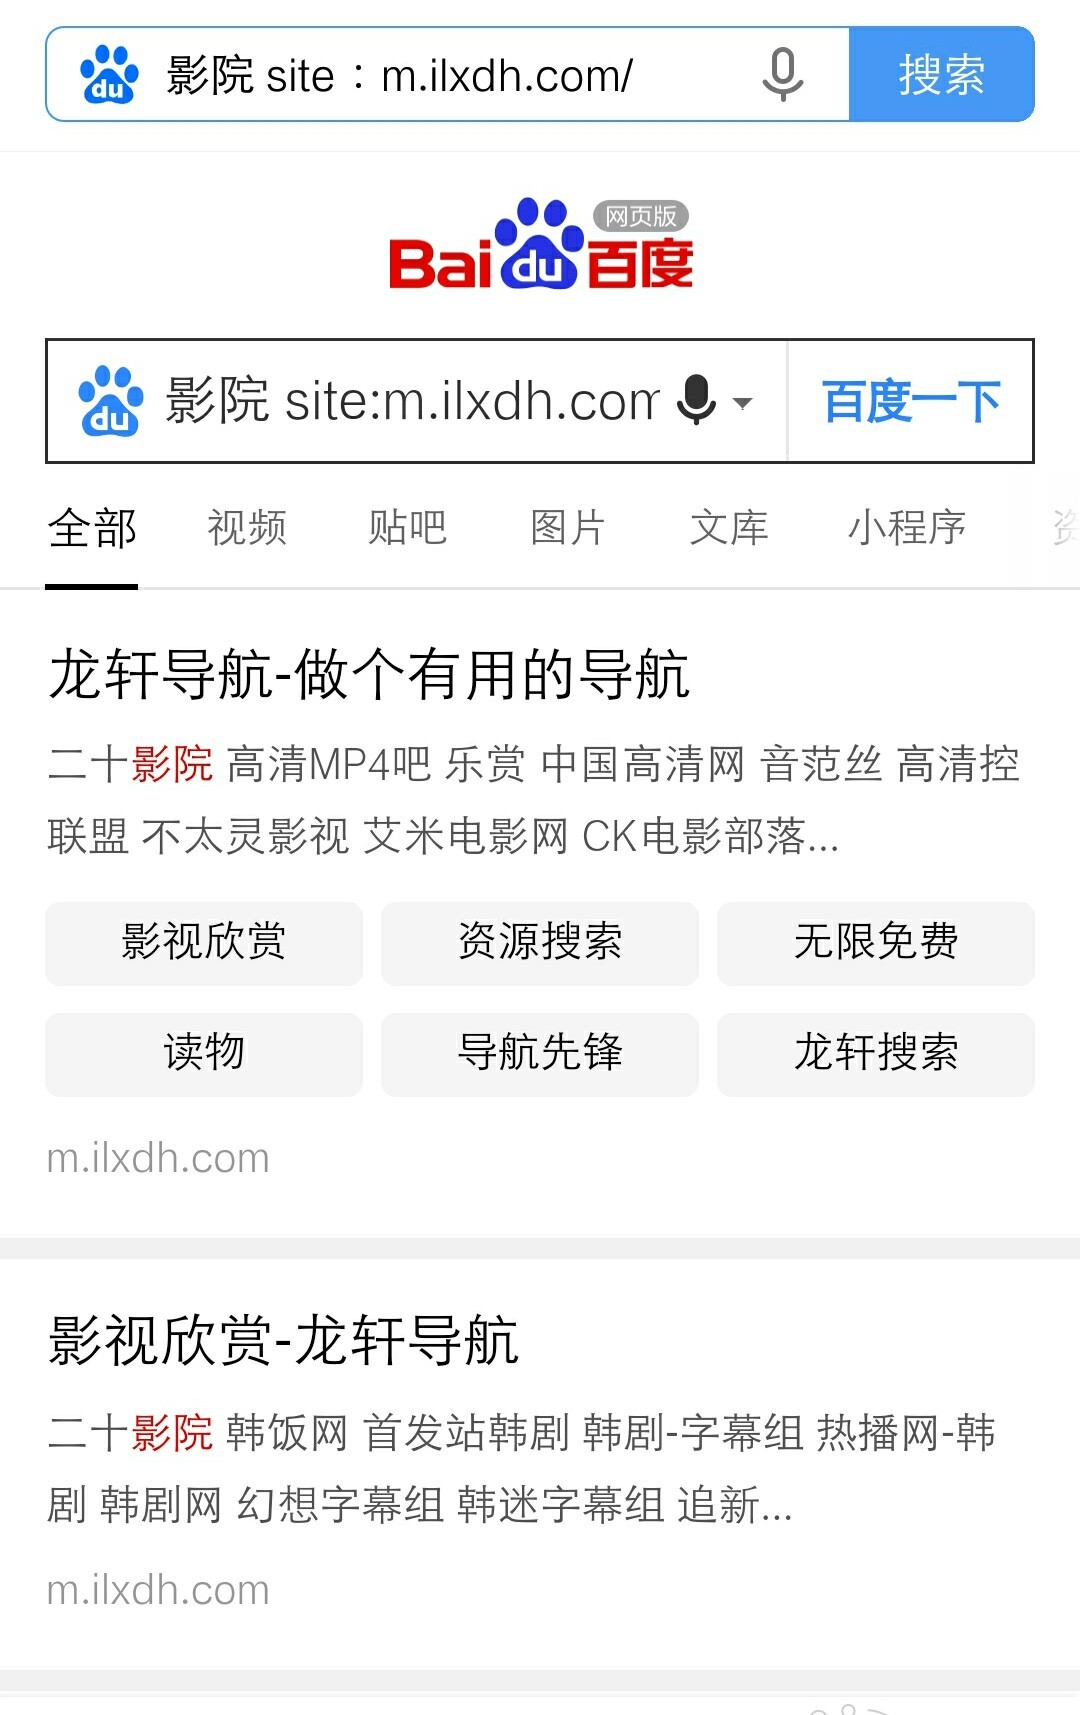 影院 site：m.ilxdh.com/ 搜索
网页版
Bai du 百度
影院 site:m.ilxdh.com 百度一下
全部 视频 贴吧 图片 文库 小程序
龙轩导航-做个有用的导航
二十影院 高清MP4吧 乐赏 中国高清网 音范丝 高清控
联盟 不太灵影视 艾米电影网 CK电影部落...
影视欣赏 资源搜索 无限免费
读物 导航先锋 龙轩搜索
m.ilxdh.com
影视欣赏-龙轩导航
二十影院 韩饭网 首发站韩剧 韩剧-字幕组 热播网-韩
剧 韩剧网 幻想字幕组 韩迷字幕组 追新...
m.ilxdh.com